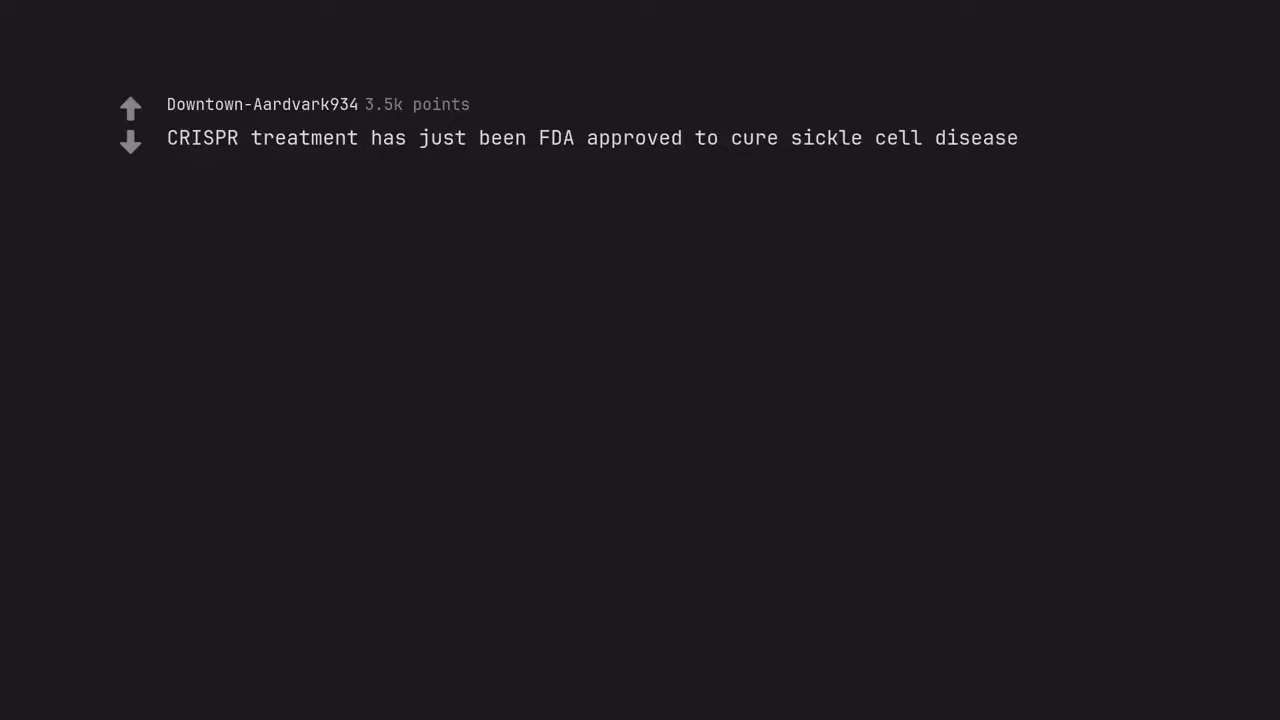 Downtown-Aardvark934 3.5k points
CRISPR treatment has just been FDA approved to cure sickle cell disease